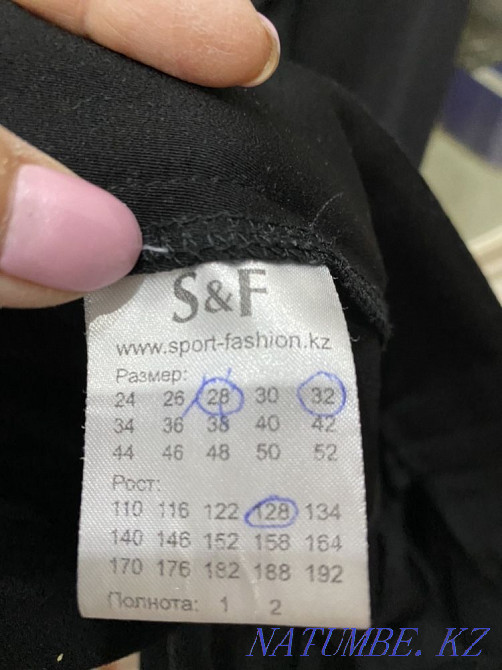 S&F
www.sport-fashion.kz
Размер:
24 26 28 30 32
34 36 38 40 42
44 46 48 50 52
Рост:
110 116 122 128 134
140 146 152 158 164
170 176 182 188 192
Полнота: 1 2
NATUMBE.KZ